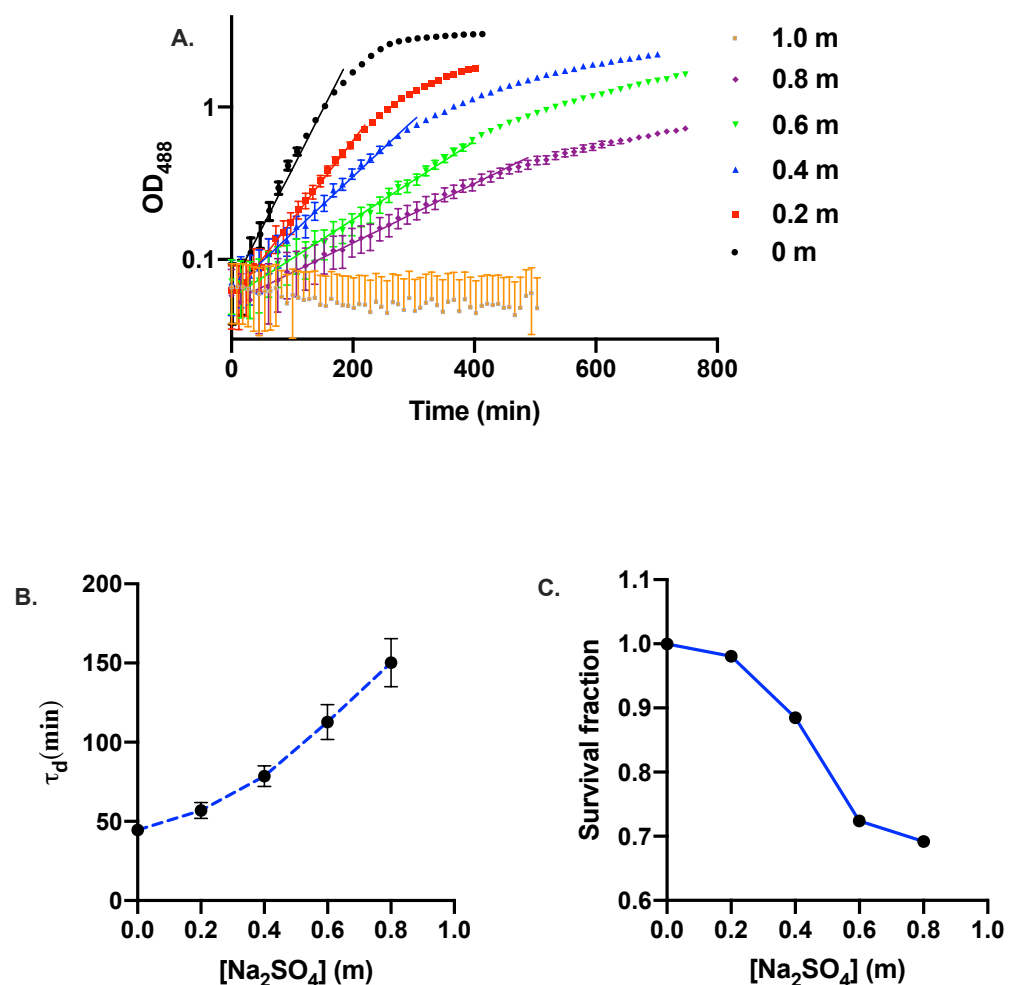 A.
OD488
1
0.1
0 200 400 600 800
Time (min)
1.0 m
0.8 m
0.6 m
0.4 m
0.2 m
0 m
B.
τd(min)
200
150
100
50
0
0.0 0.2 0.4 0.6 0.8 1.0
[Na2SO4] (m)
C.
Survival fraction
1.1
1.0
0.9
0.8
0.7
0.6
0.0 0.2 0.4 0.6 0.8 1.0
[Na2SO4] (m)